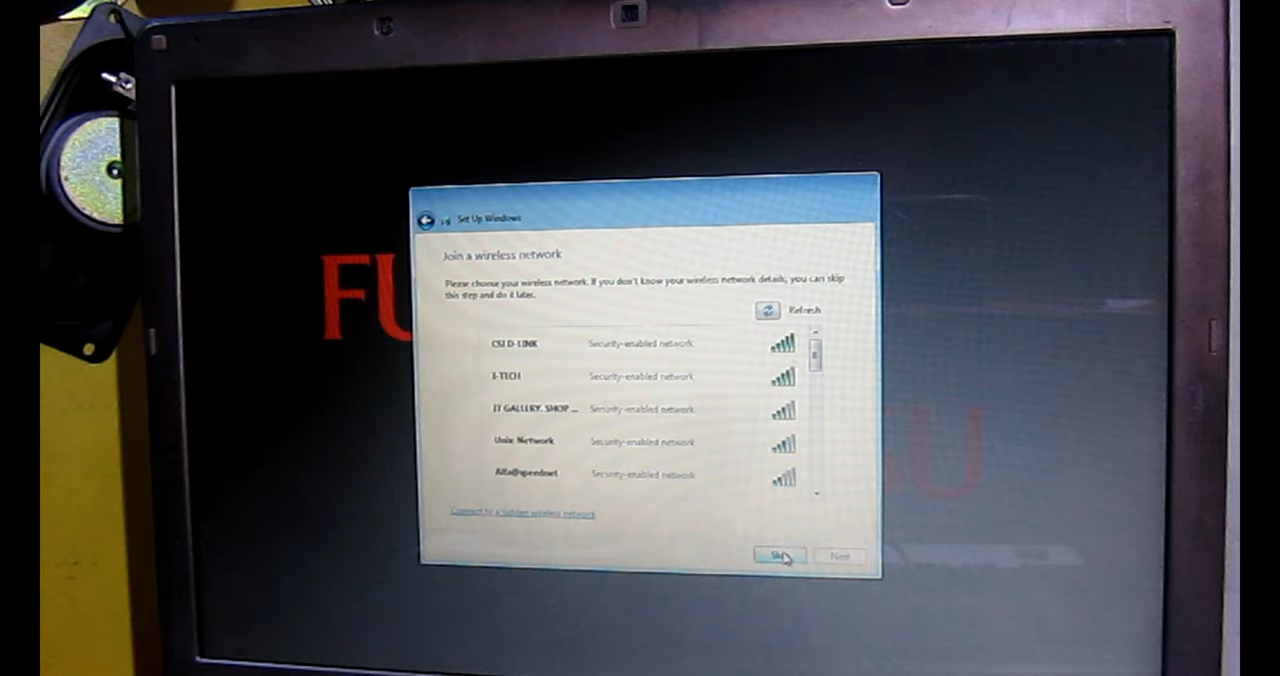 Set Up Windows
Join a wireless network
Please choose your wireless network. If you don't know your wireless network details, you can skip
this step and do it later.
Refresh
CSI D-LINK Security-enabled network
I-TECH Security-enabled network
IT GALLERY. SHOP ... Security-enabled network
Unix Network Security-enabled network
Alfa@speednet Security-enabled network
Connect to a hidden wireless network
Next
FU
SU